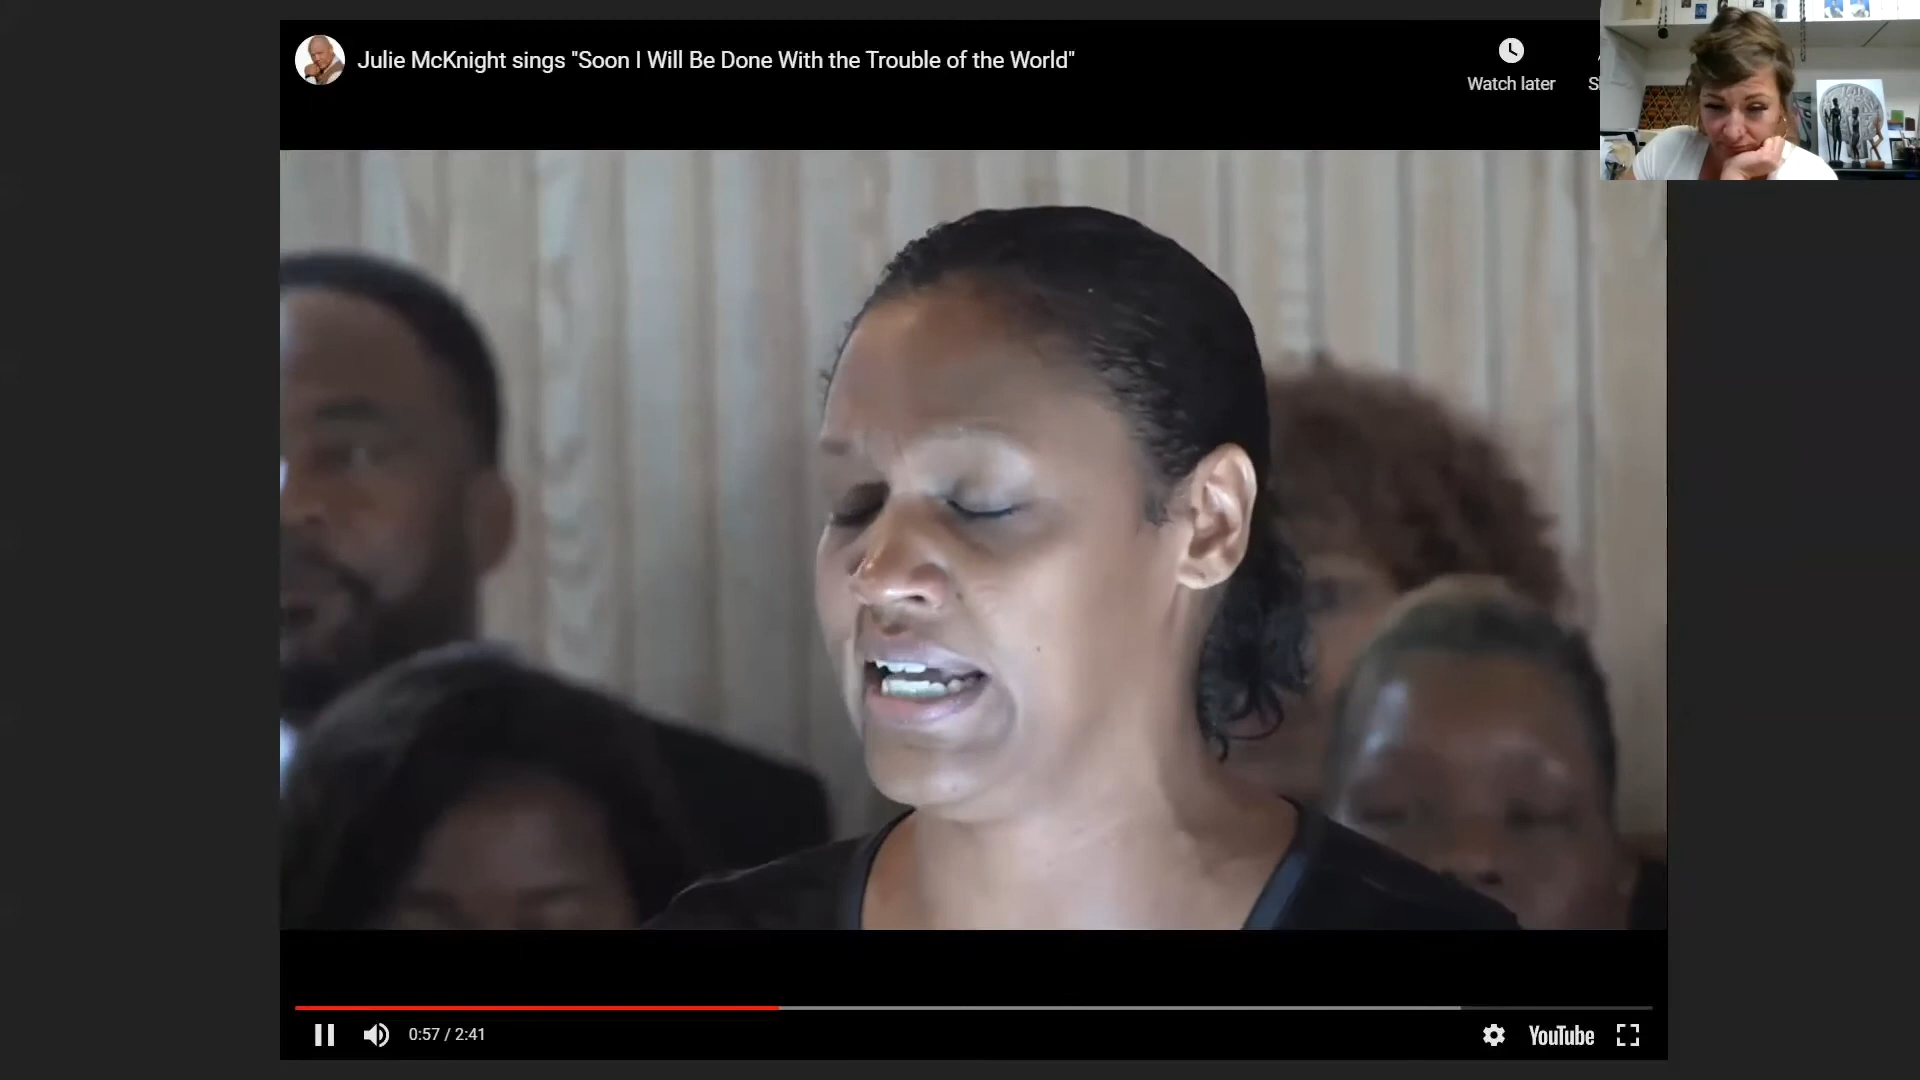 Julie McKnight sings "Soon I Will Be Done With the Trouble of the World"
Watch later
S
0:57 / 2:41
YouTube